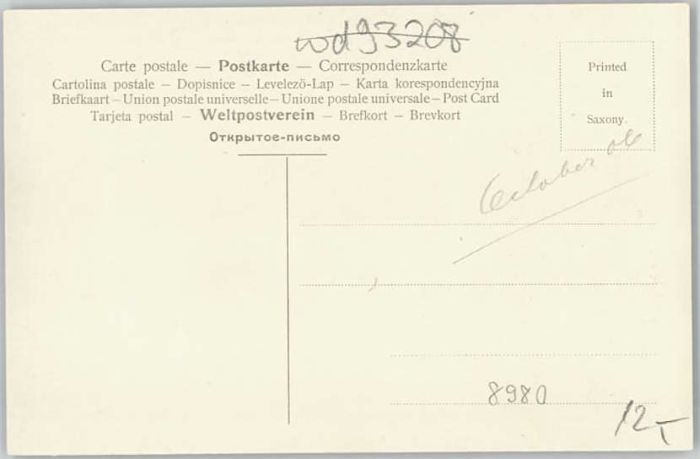 wd93208
Carte postale — Postkarte — Correspondenzkarte
Cartolina postale – Dopisnice – Levelező-Lap – Karta korespondencyjna
Briefkaart – Union postale universelle – Unione postale universale – Post Card
Tarjeta postal – Weltpostverein – Brefkort – Brevkort
Открытое-письмо
Printed
in
Saxony.
October 06
8980
12,-